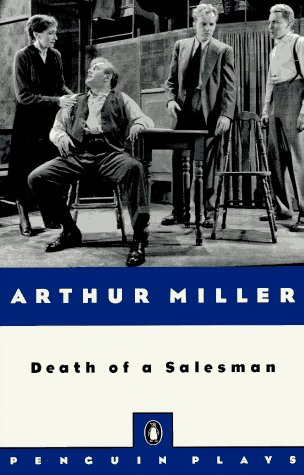 ARTHUR MILLER
Death of a Salesman
PENGUIN PLAYS